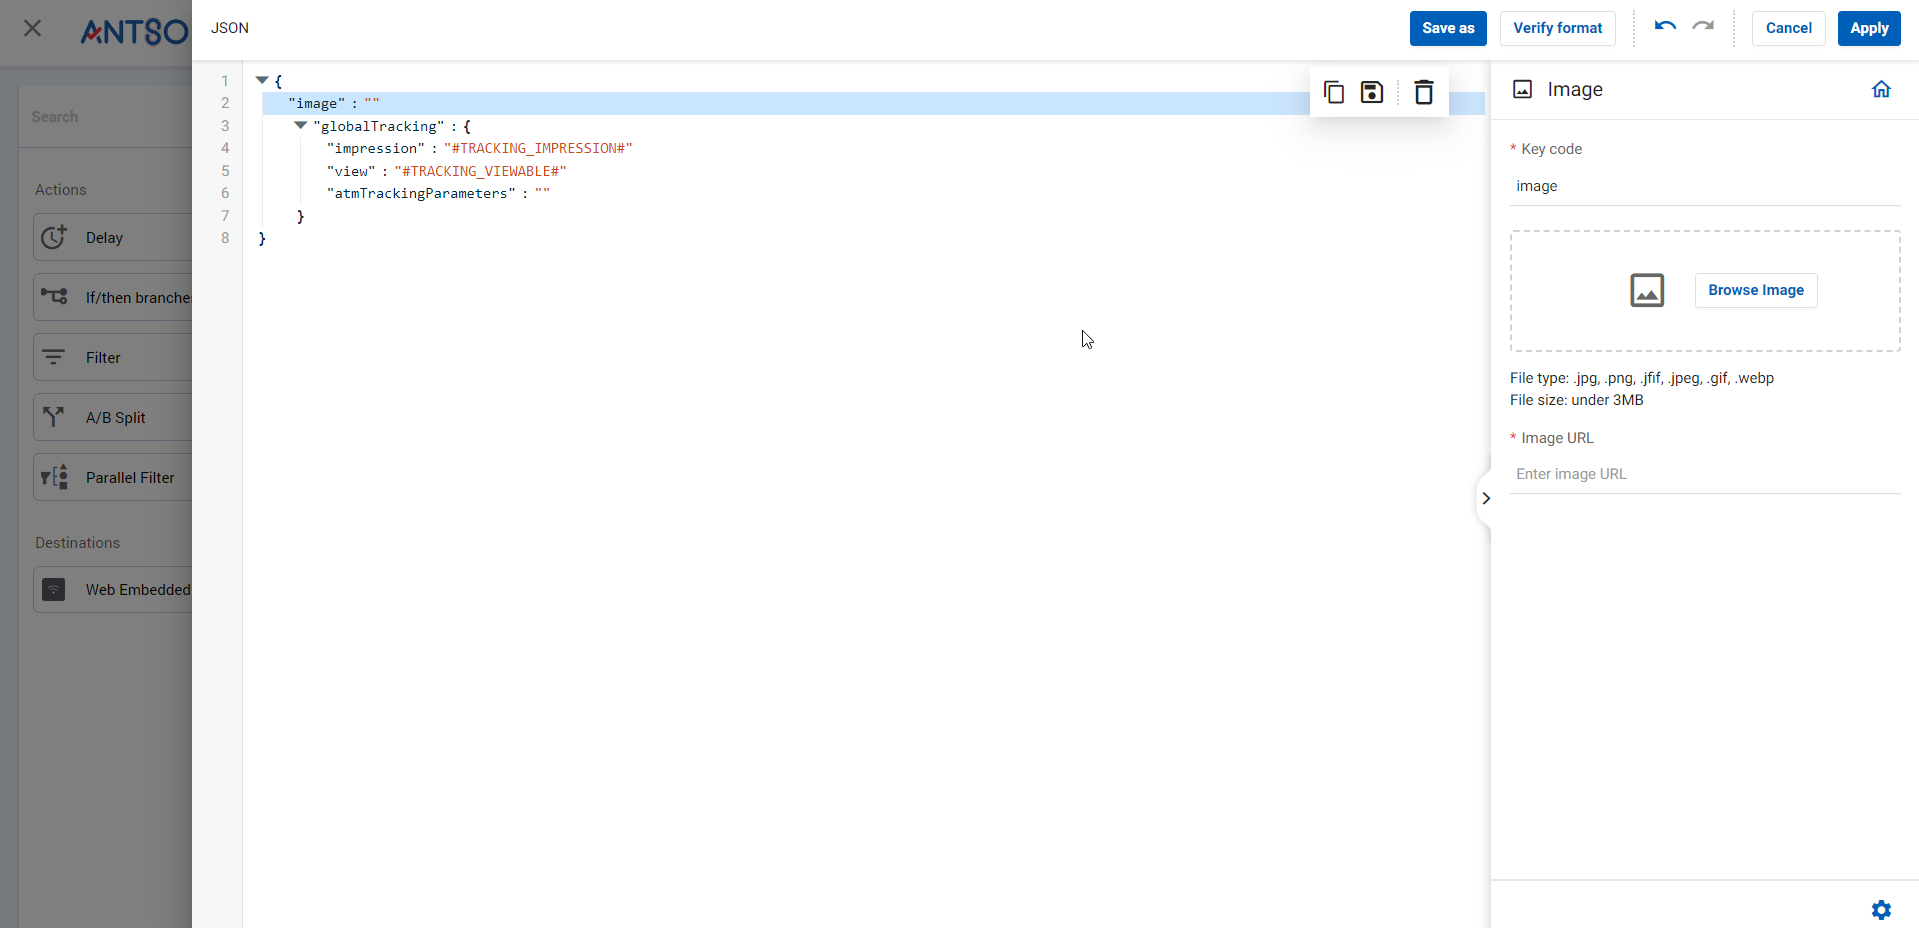 ANTSO
JSON
Save as
Verify format
Cancel
Apply
Search
Actions
Delay
If/then branche
Filter
A/B Split
Parallel Filter
Destinations
Web Embedded
1 {
2 "image" : ""
3 "globalTracking" : {
4 "impression" : "#TRACKING_IMPRESSION#"
5 "view" : "#TRACKING_VIEWABLE#"
6 "atmTrackingParameters" : ""
7 }
8 }
Image
* Key code
image
Browse Image
File type: .jpg, .png, .jfif, .jpeg, .gif, .webp
File size: under 3MB
* Image URL
Enter image URL